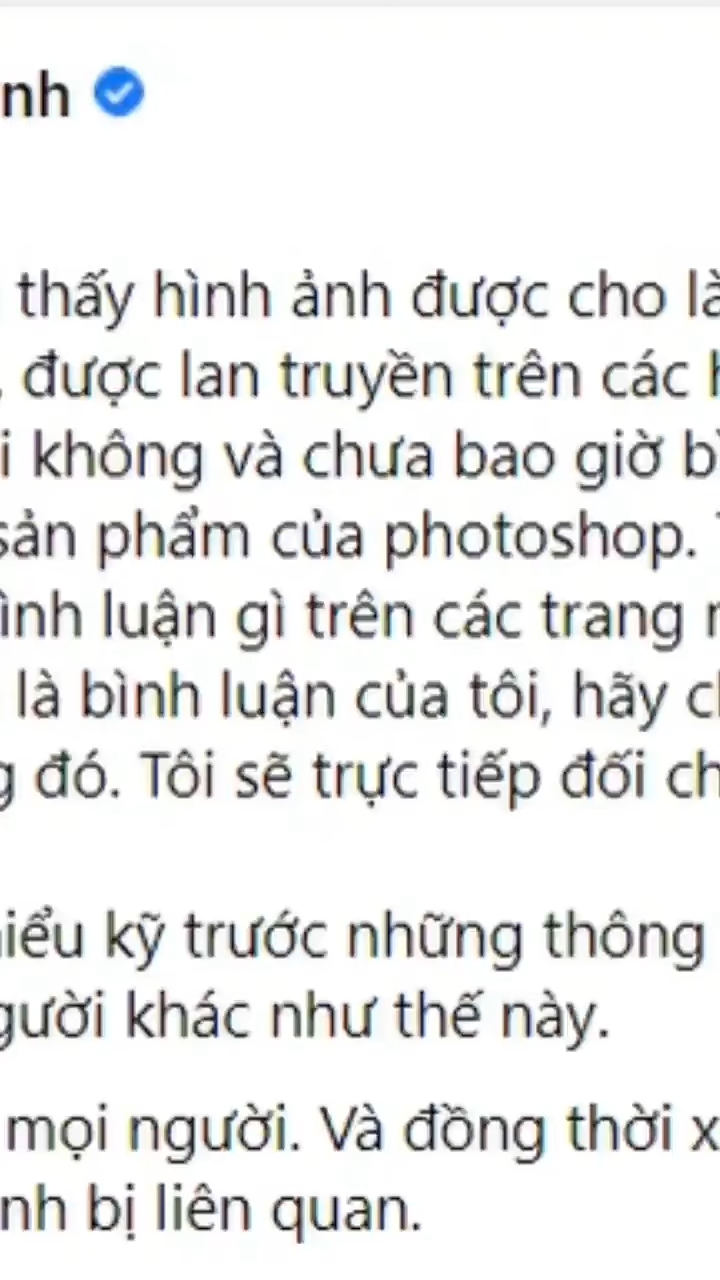 nh
thấy hình ảnh được cho là
, được lan truyền trên các
i không và chưa bao giờ
sản phẩm của photoshop.
ình luận gì trên các trang
là bình luận của tôi, hãy
g đó. Tôi sẽ trực tiếp đối
iểu kỹ trước những thông
gười khác như thế này.
mọi người. Và đồng thời x
nh bị liên quan.